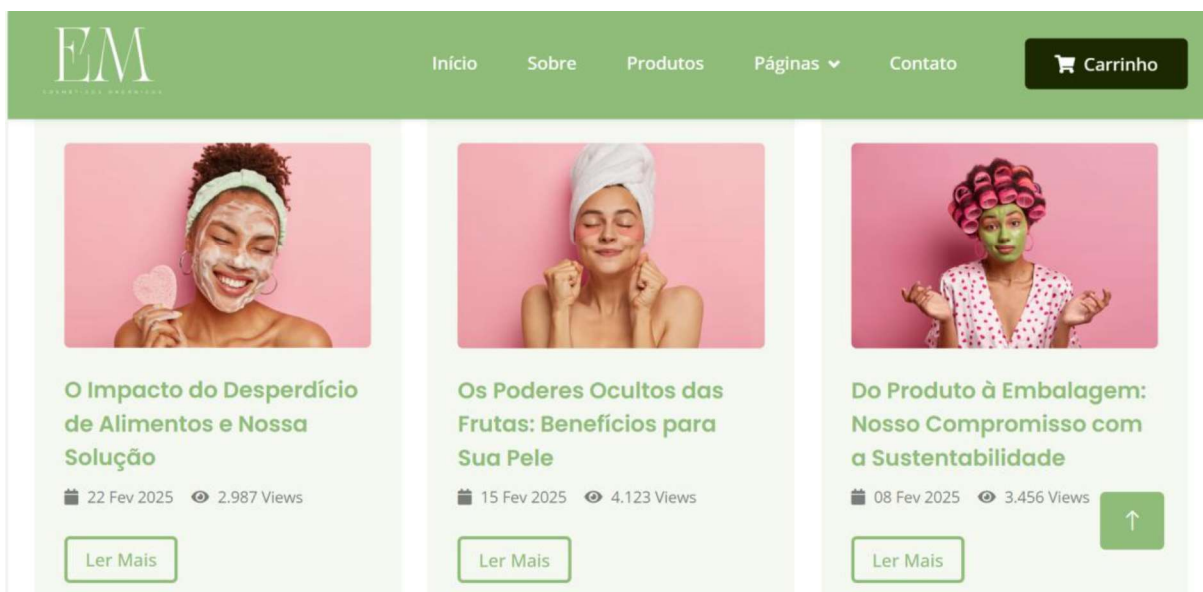 EM
COSMÉTICOS ORGÂNICOS
Início
Sobre
Produtos
Páginas
Contato
Carrinho
O Impacto do Desperdício
de Alimentos e Nossa
Solução
22 Fev 2025 2.987 Views
Ler Mais
Os Poderes Ocultos das
Frutas: Benefícios para
Sua Pele
15 Fev 2025 4.123 Views
Ler Mais
Do Produto à Embalagem:
Nosso Compromisso com
a Sustentabilidade
08 Fev 2025 3.456 Views
Ler Mais